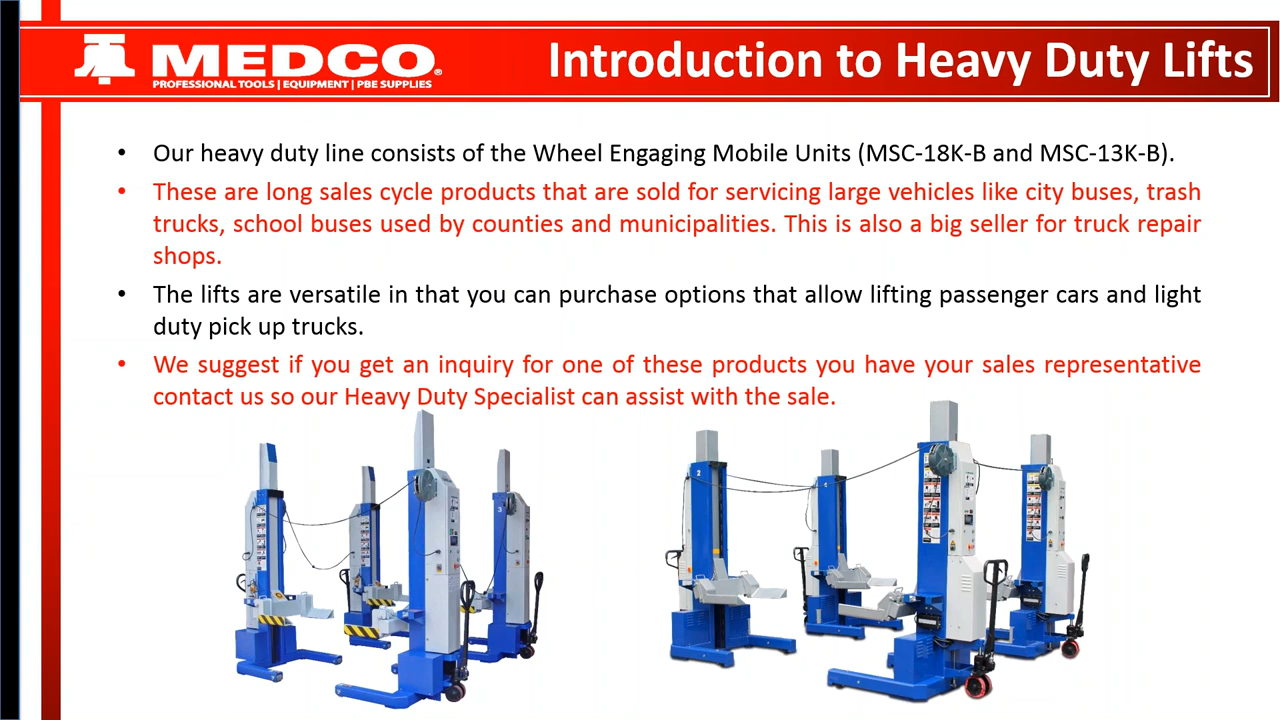 MEDCO®
PROFESSIONAL TOOLS | EQUIPMENT | PBE SUPPLIES
Introduction to Heavy Duty Lifts
• Our heavy duty line consists of the Wheel Engaging Mobile Units (MSC-18K-B and MSC-13K-B).
• These are long sales cycle products that are sold for servicing large vehicles like city buses, trash
trucks, school buses used by counties and municipalities. This is also a big seller for truck repair
shops.
• The lifts are versatile in that you can purchase options that allow lifting passenger cars and light
duty pick up trucks.
• We suggest if you get an inquiry for one of these products you have your sales representative
contact us so our Heavy Duty Specialist can assist with the sale.
3
2